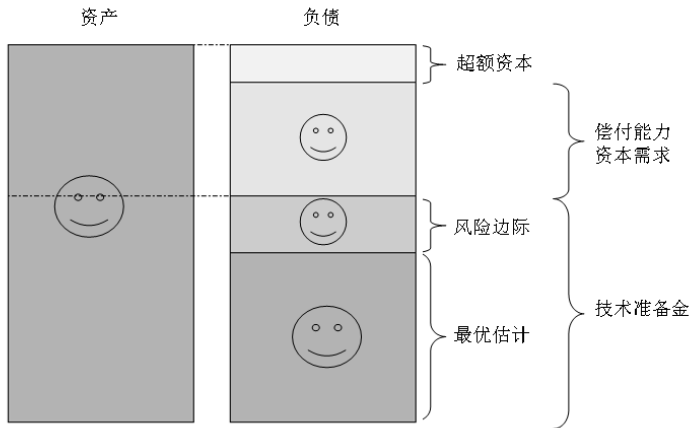 资产
负债
超额资本
偿付能力
资本需求
风险边际
技术准备金
最优估计